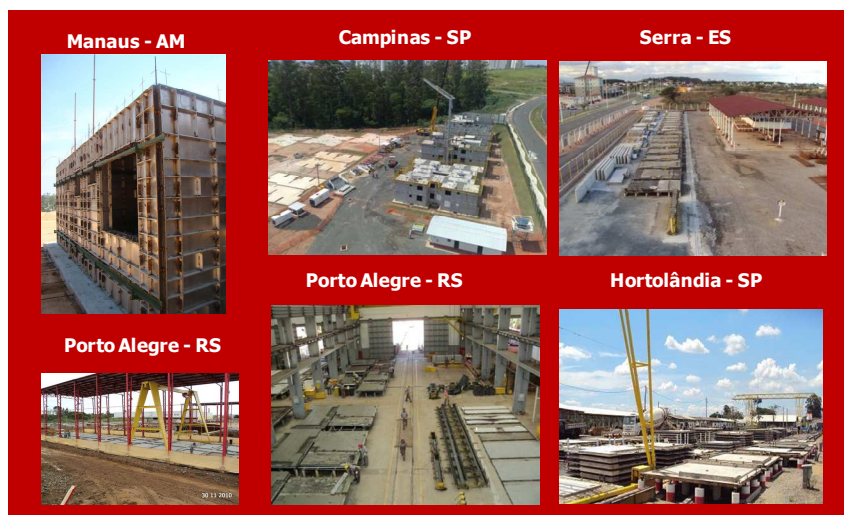 Manaus - AM
Campinas - SP
Serra - ES
Porto Alegre - RS
Hortolândia - SP
Porto Alegre - RS
30 11 2010